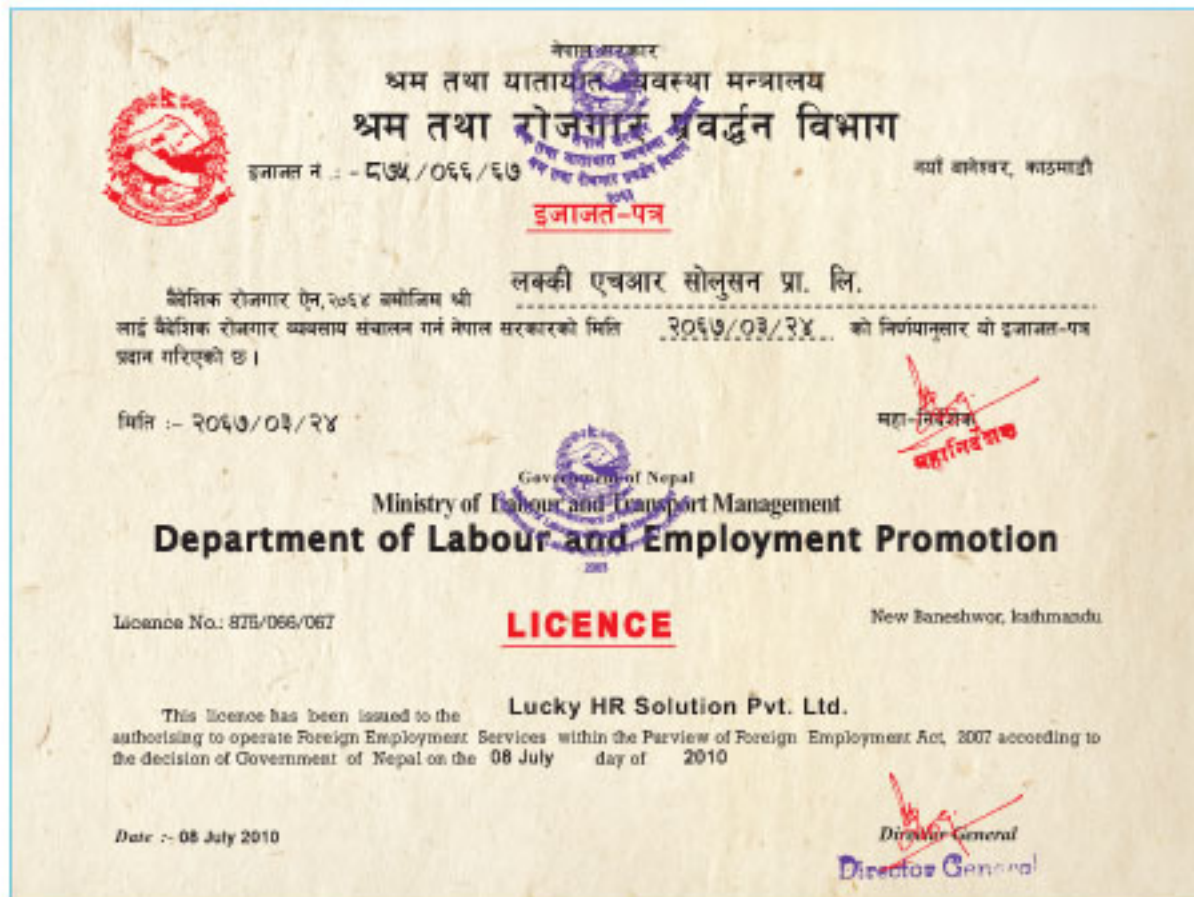 नेपाल सरकार
श्रम तथा यातायात व्यवस्था मन्त्रालय
श्रम तथा रोजगार प्रवर्द्धन विभाग
इजाजत नं :- ८७५/०६६/६७
नयाँ बानेश्वर, काठमाडौं
इजाजत-पत्र
बैदेशिक रोजगार ऐन,२०६४ बमोजिम श्री लक्की एचआर सोलुसन प्रा. लि.
लाई बैदेशिक रोजगार व्यवसाय संचालन गर्न नेपाल सरकारको मिति २०६७/०३/२४ को निर्णयानुसार यो इजाजत-पत्र
प्रदान गरिएको छ।
मिति :- २०६७/०३/२४
महा-निर्देशक
महानिर्देशक
Government of Nepal
Ministry of Labour and Transport Management
Department of Labour and Employment Promotion
2063
Licence No.: 875/066/067
LICENCE
New Baneshwor, kathmandu
This licence has been issued to the Lucky HR Solution Pvt. Ltd.
authorising to operate Foreign Employment Services within the Purview of Foreign Employment Act, 2007 according to
the decision of Government of Nepal on the 08 July day of 2010
Date :- 08 July 2010
Director General
Director General